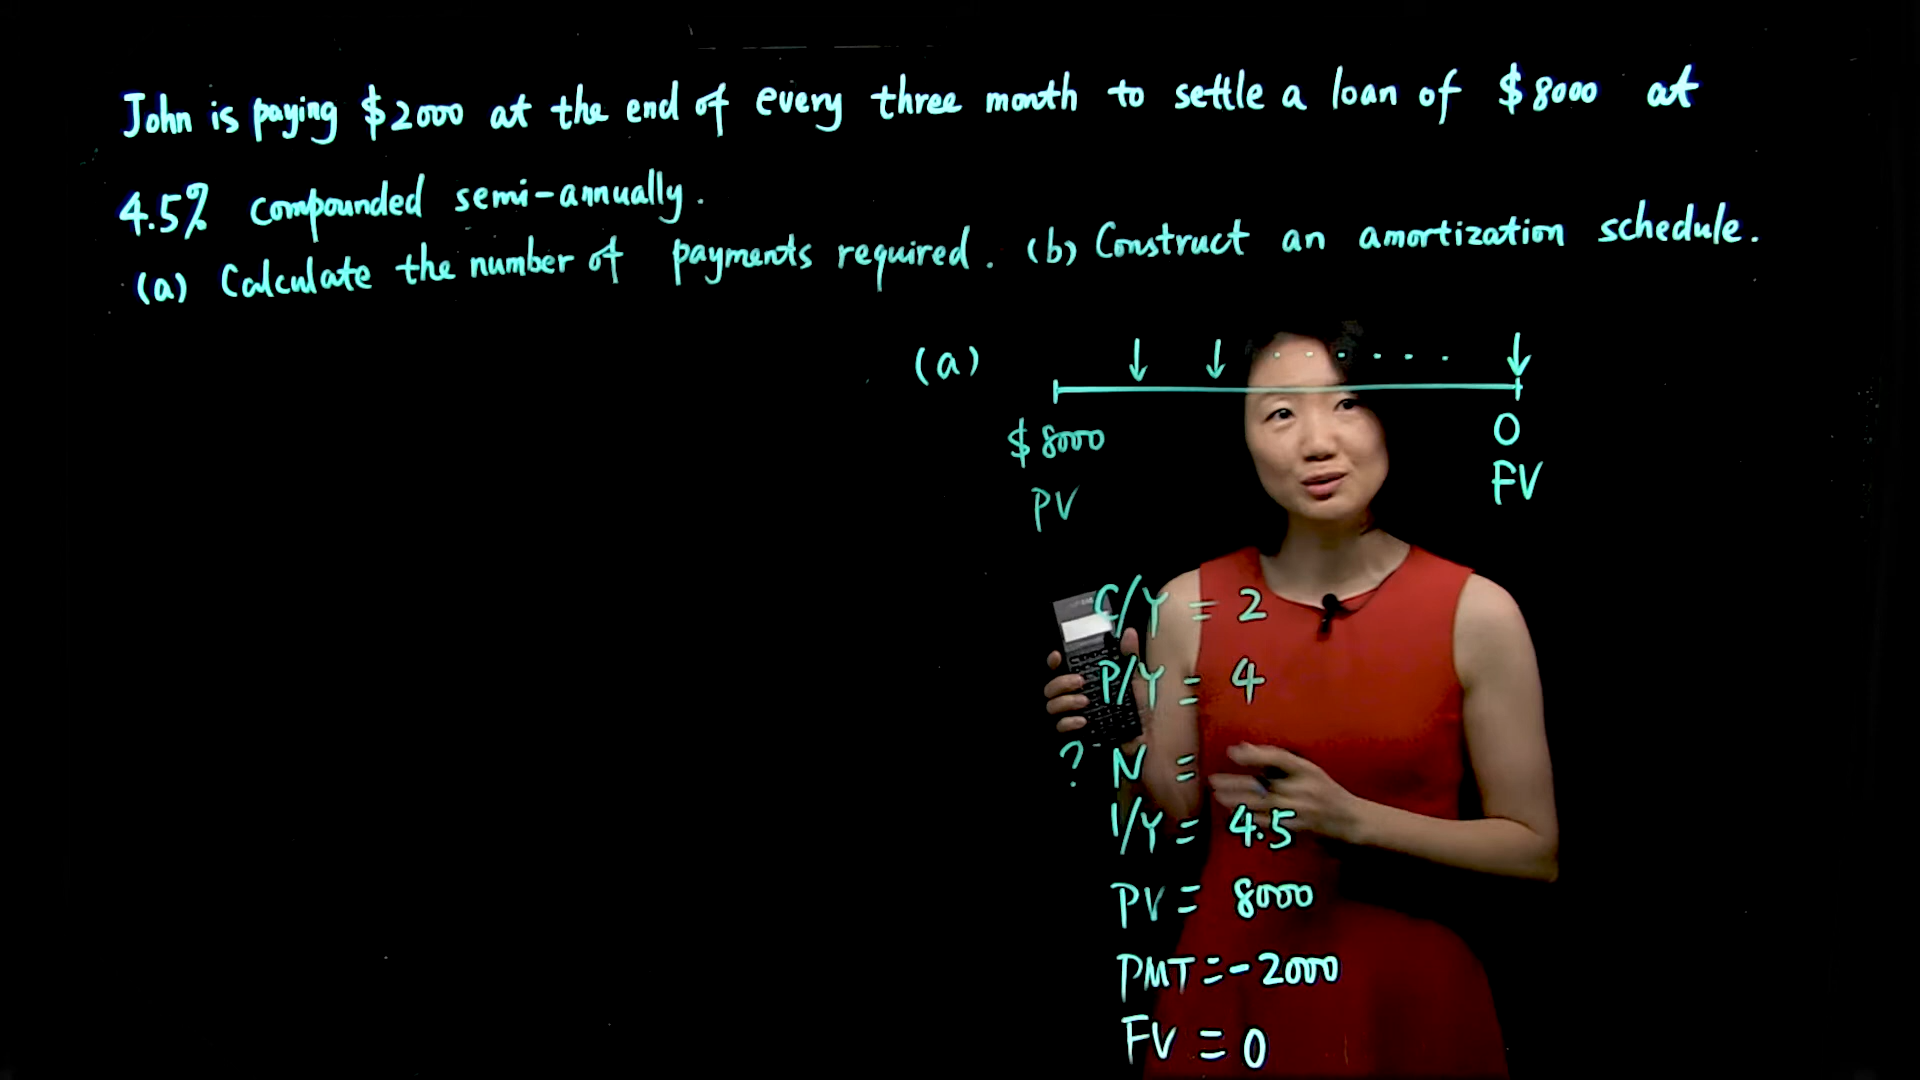 John is paying $2000 at the end of every three month to settle a loan of $8000 at
4.5% compounded semi-annually.
(a) Calculate the number of payments required. (b) Construct an amortization schedule.
(a)
$8000
0
PV
FV
C/Y = 2
P/Y = 4
? N =
I/Y = 4.5
PV = 8000
PMT = -2000
FV = 0